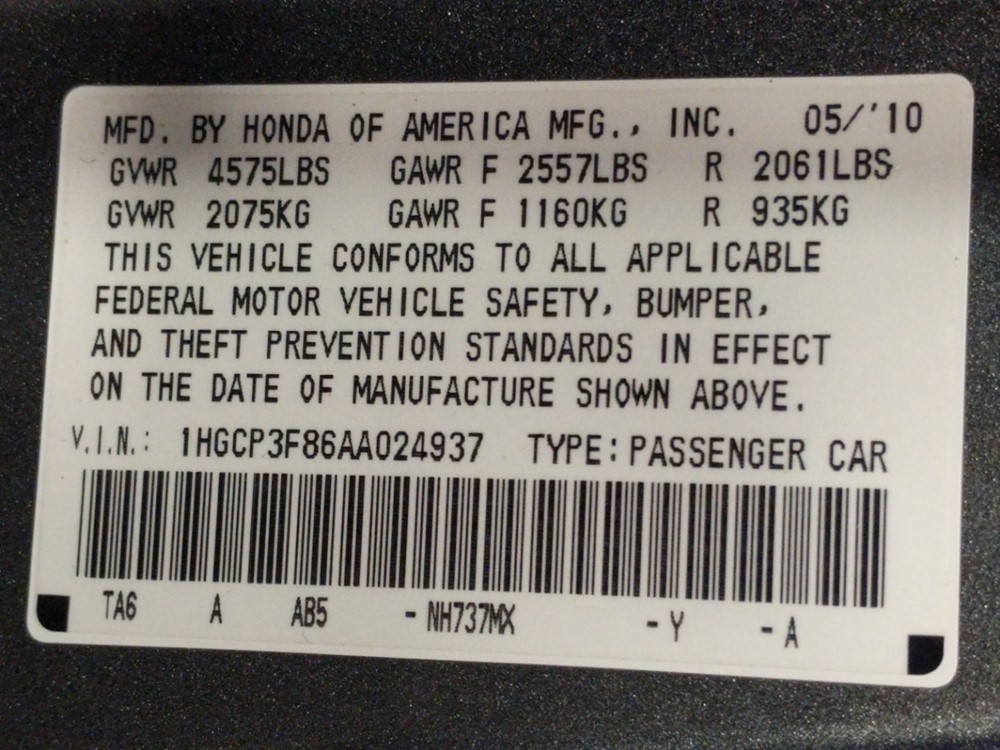 MFD. BY HONDA OF AMERICA MFG., INC. 05/'10
GVWR 4575LBS GAWR F 2557LBS R 2061LBS
GVWR 2075KG GAWR F 1160KG R 935KG
THIS VEHICLE CONFORMS TO ALL APPLICABLE
FEDERAL MOTOR VEHICLE SAFETY, BUMPER,
AND THEFT PREVENTION STANDARDS IN EFFECT
ON THE DATE OF MANUFACTURE SHOWN ABOVE.
V.I.N.: 1HGCP3F86AA024937 TYPE: PASSENGER CAR
TA6 A AB5 - NH737MX - Y - A